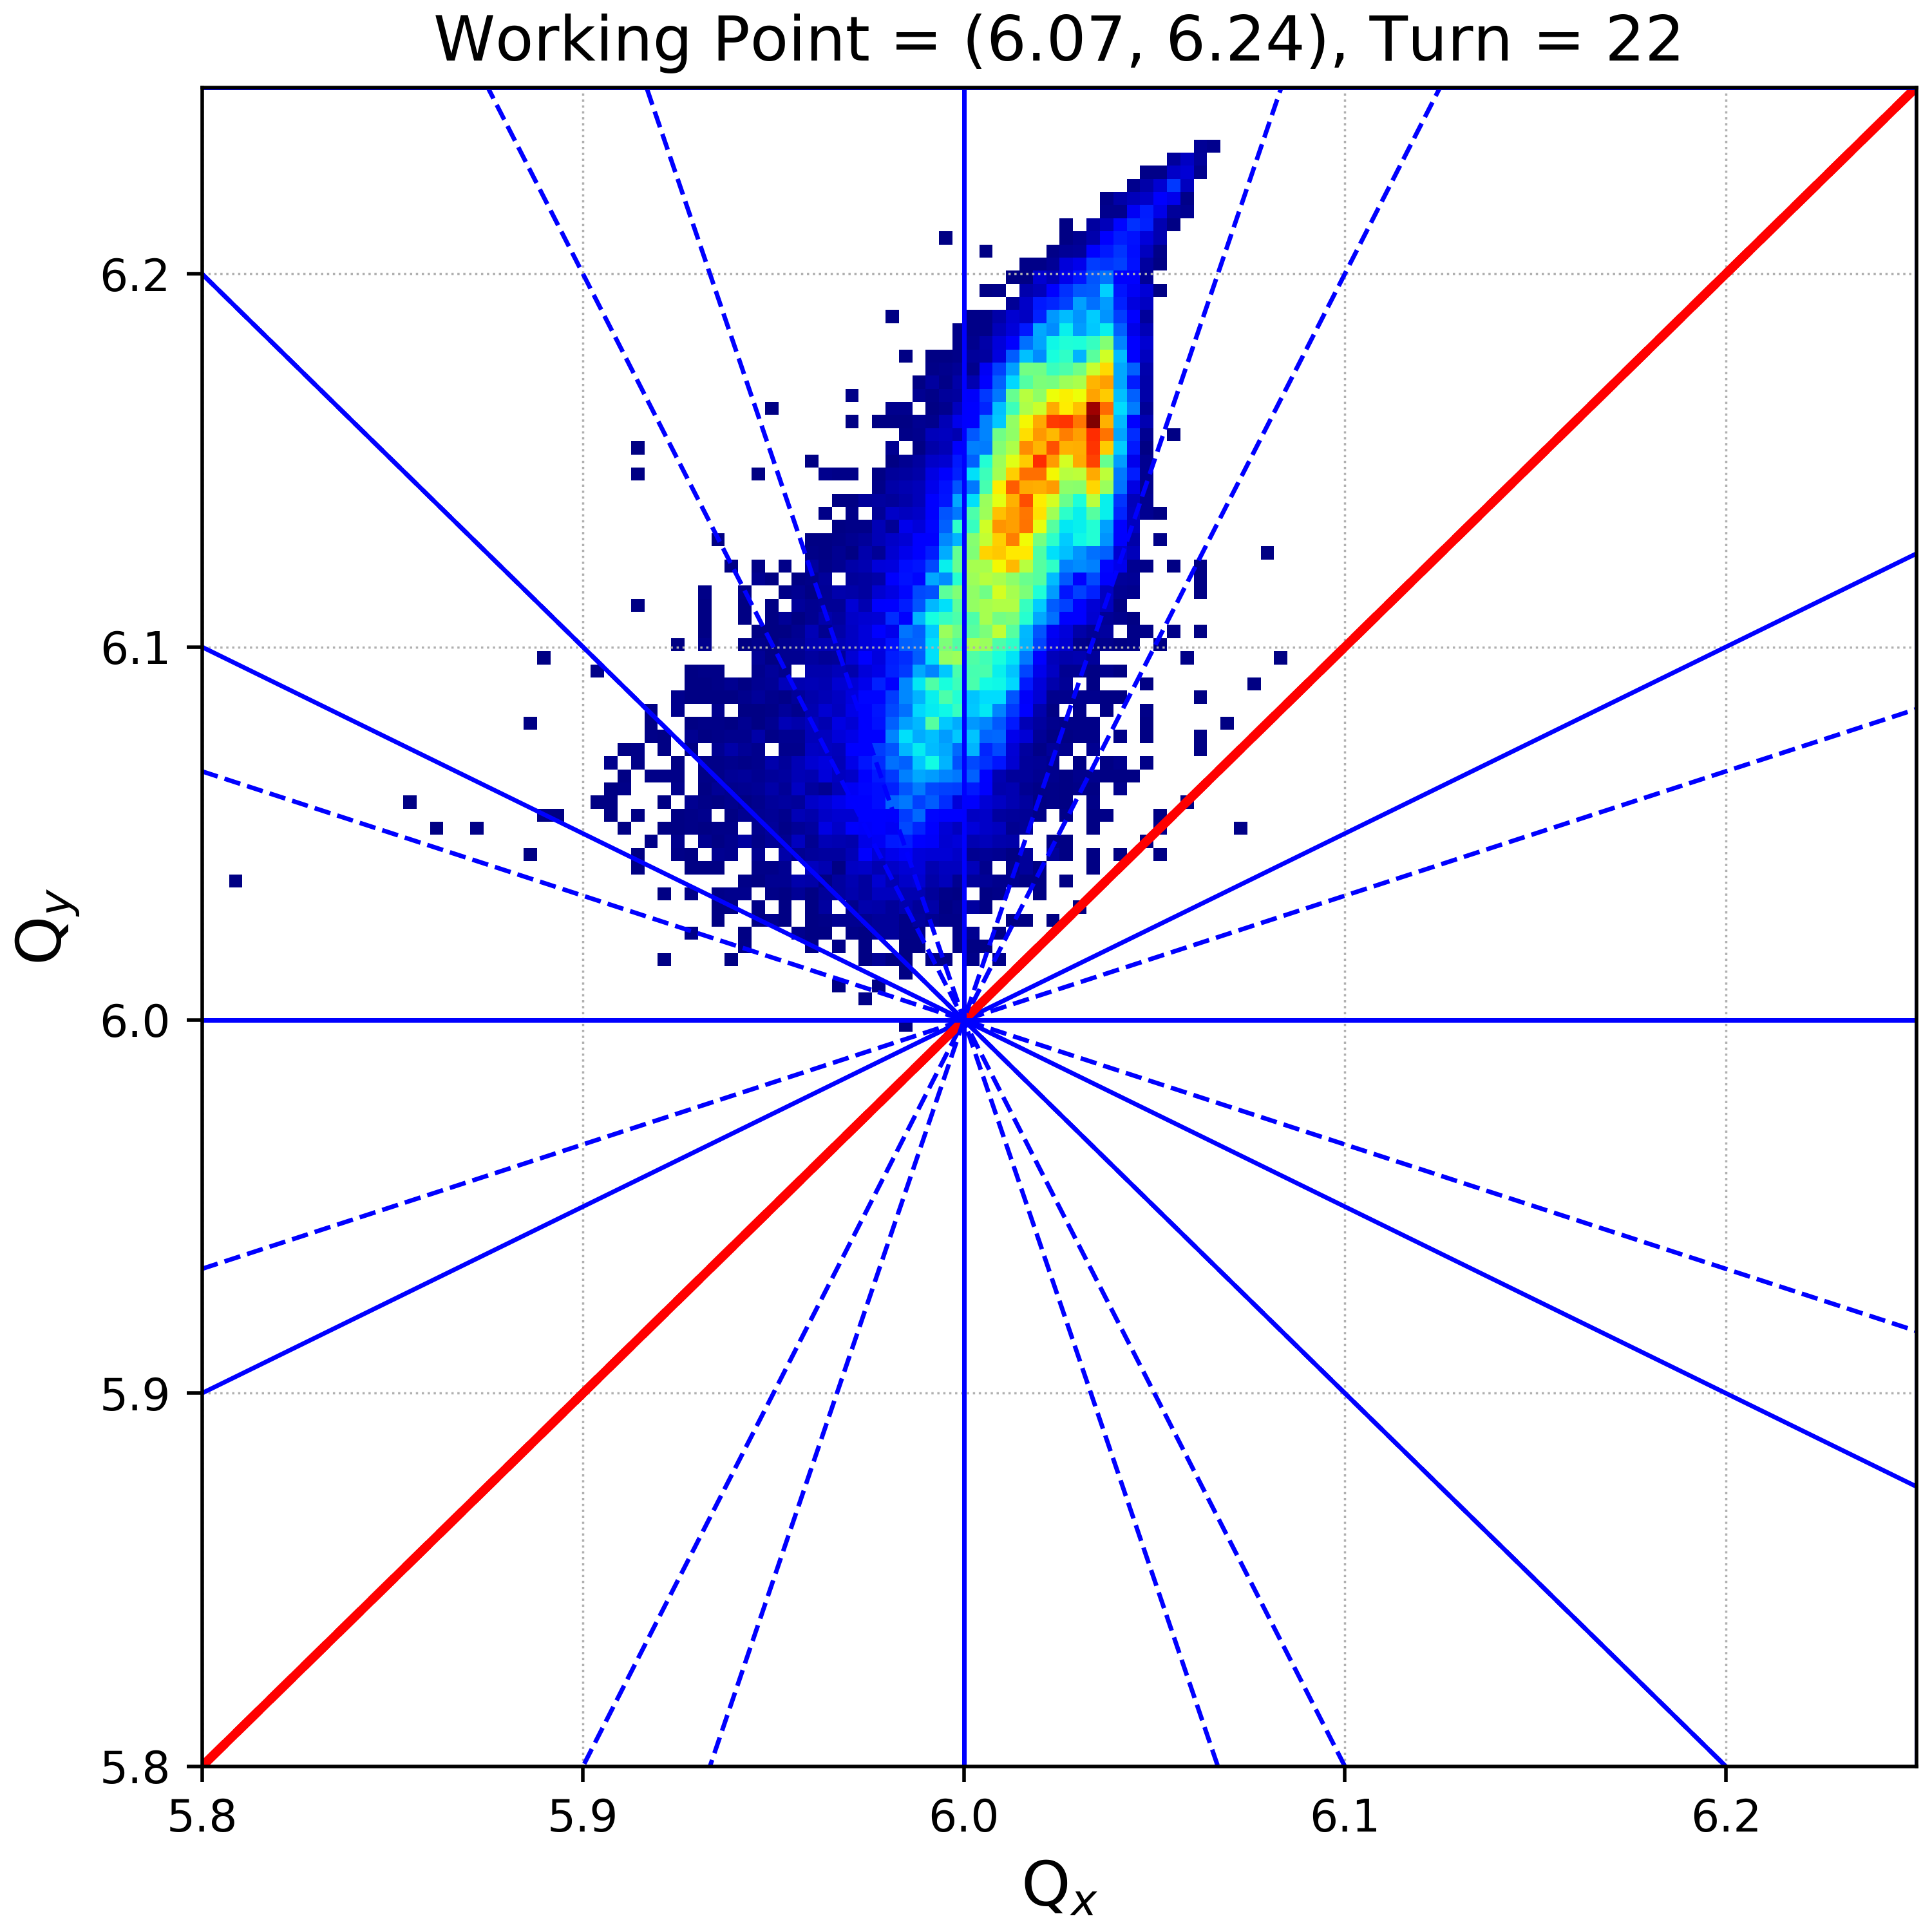 Working Point = (6.07, 6.24), Turn = 22
6.2
6.1
6.0
5.9
5.8
Qy
5.8 5.9 6.0 6.1 6.2
Qx